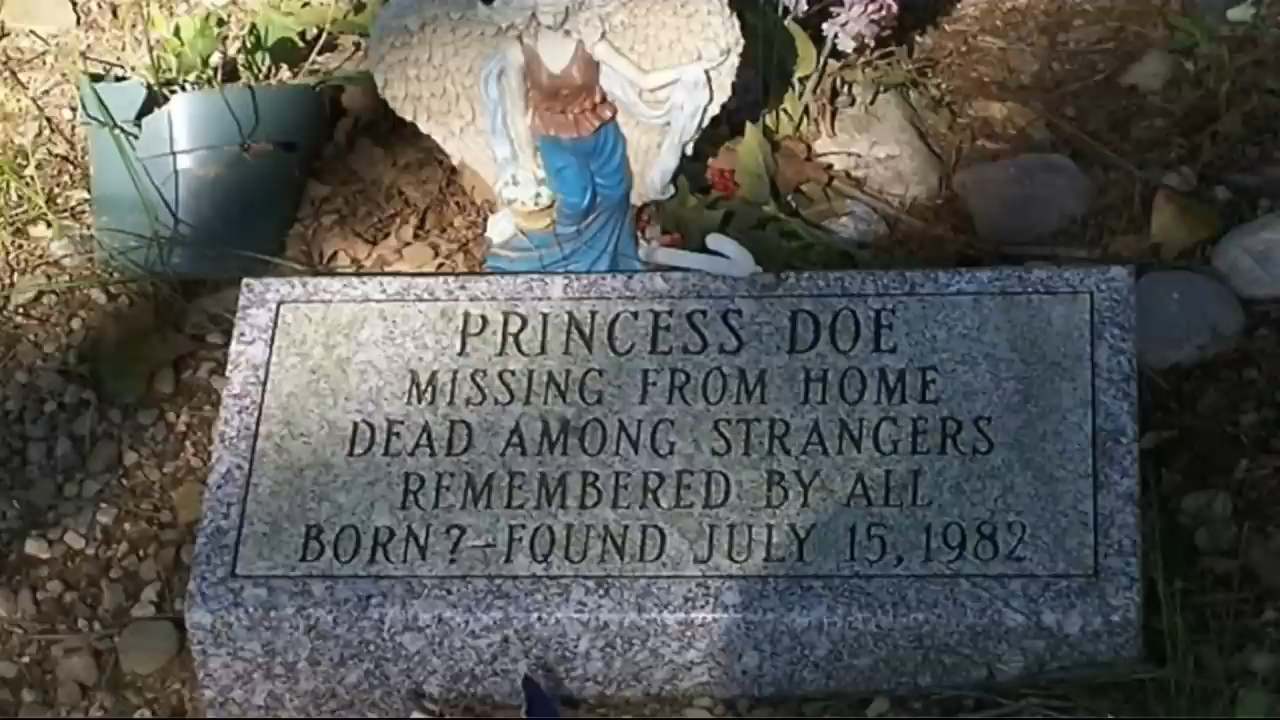 PRINCESS DOE
MISSING FROM HOME
DEAD AMONG STRANGERS
REMEMBERED BY ALL
BORN?-FOUND JULY 15, 1982